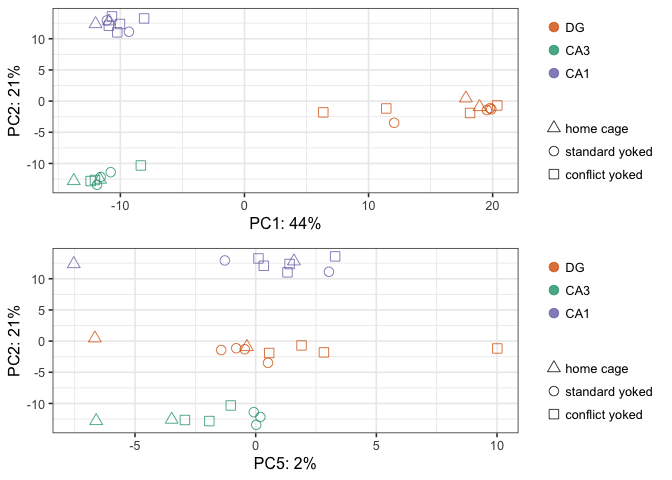 10
5
0
-5
-10
PC2: 21%
-10
0
10
20
PC1: 44%
DG
CA3
CA1
home cage
standard yoked
conflict yoked
10
5
0
-5
-10
PC2: 21%
-5
0
5
10
PC5: 2%
DG
CA3
CA1
home cage
standard yoked
conflict yoked